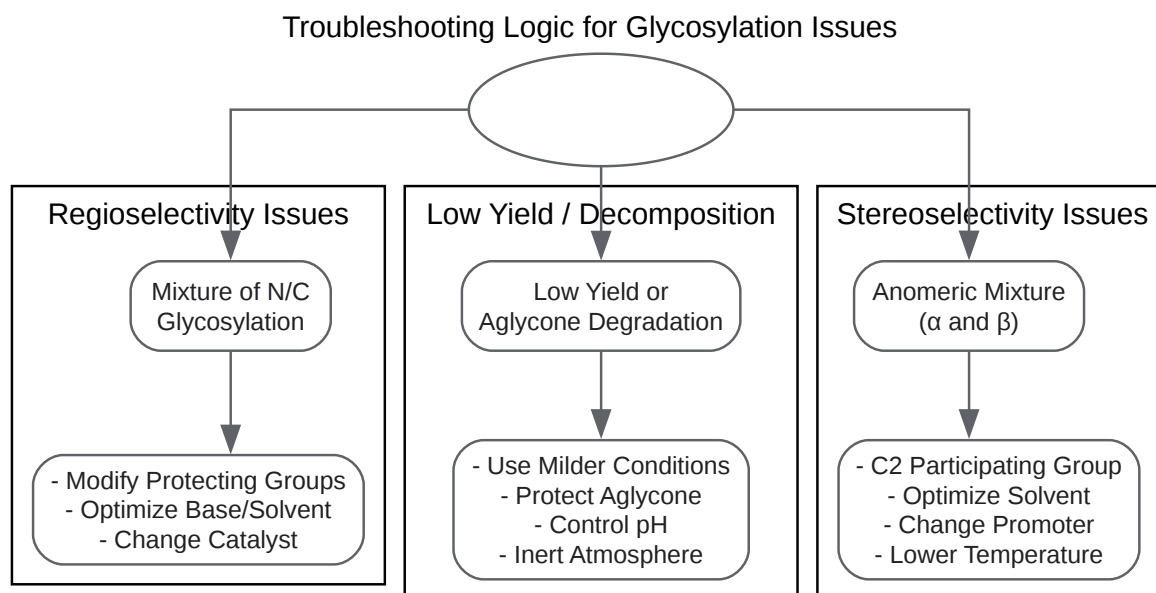 Troubleshooting Logic for Glycosylation Issues
Regioselectivity Issues
Mixture of N/C
Glycosylation
- Modify Protecting Groups
- Optimize Base/Solvent
- Change Catalyst
Low Yield / Decomposition
Low Yield or
Aglycone Degradation
- Use Milder Conditions
- Protect Aglycone
- Control pH
- Inert Atmosphere
Stereoselectivity Issues
Anomeric Mixture
(α and β)
- C2 Participating Group
- Optimize Solvent
- Change Promoter
- Lower Temperature